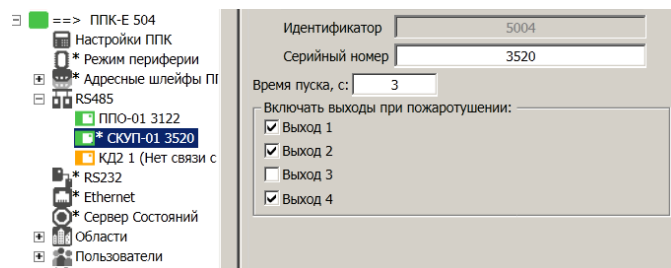 ==> ППК-Е 504
Настройки ППК
* Режим периферии
* Адресные шлейфы ПП
RS485
ППО-01 3122
* СКУП-01 3520
КД2 1 (Нет связи с
* RS232
* Ethernet
* Сервер Состояний
Области
Пользователи
Идентификатор 5004
Серийный номер 3520
Время пуска, с: 3
Включать выходы при пожаротушении:
Выход 1
Выход 2
Выход 3
Выход 4